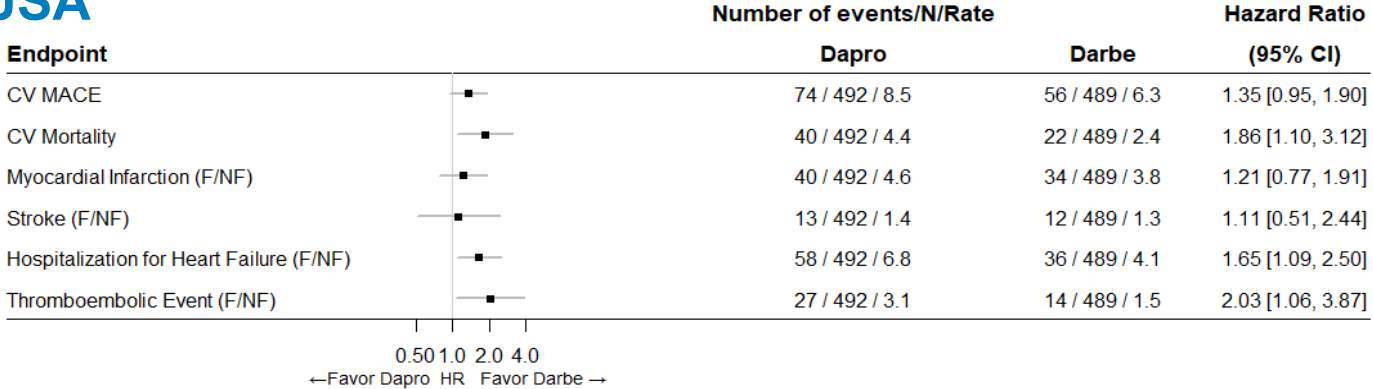 USA
Number of events/N/Rate Hazard Ratio
Endpoint Dapro Darbe (95% CI)
CV MACE 74 / 492 / 8.5 56 / 489 / 6.3 1.35 [0.95, 1.90]
CV Mortality 40 / 492 / 4.4 22 / 489 / 2.4 1.86 [1.10, 3.12]
Myocardial Infarction (F/NF) 40 / 492 / 4.6 34 / 489 / 3.8 1.21 [0.77, 1.91]
Stroke (F/NF) 13 / 492 / 1.4 12 / 489 / 1.3 1.11 [0.51, 2.44]
Hospitalization for Heart Failure (F/NF) 58 / 492 / 6.8 36 / 489 / 4.1 1.65 [1.09, 2.50]
Thromboembolic Event (F/NF) 27 / 492 / 3.1 14 / 489 / 1.5 2.03 [1.06, 3.87]
0.50 1.0 2.0 4.0
←Favor Dapro HR Favor Darbe →